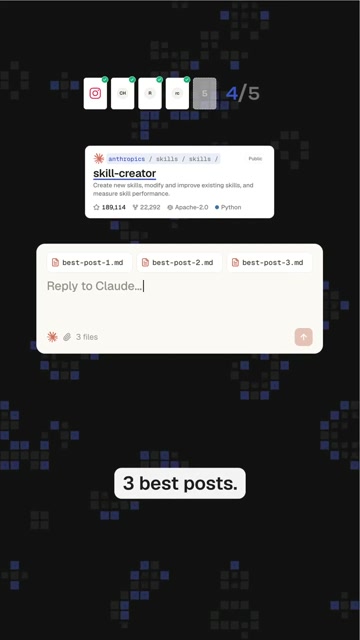 CH
R
m
5
4/5
anthropics / skills / skills /
Public
skill-creator
Create new skills, modify and improve existing skills, and
measure skill performance.
189,114
22,292
Apache-2.0
Python
best-post-1.md
best-post-2.md
best-post-3.md
Reply to Claude...
3 files
3 best posts.